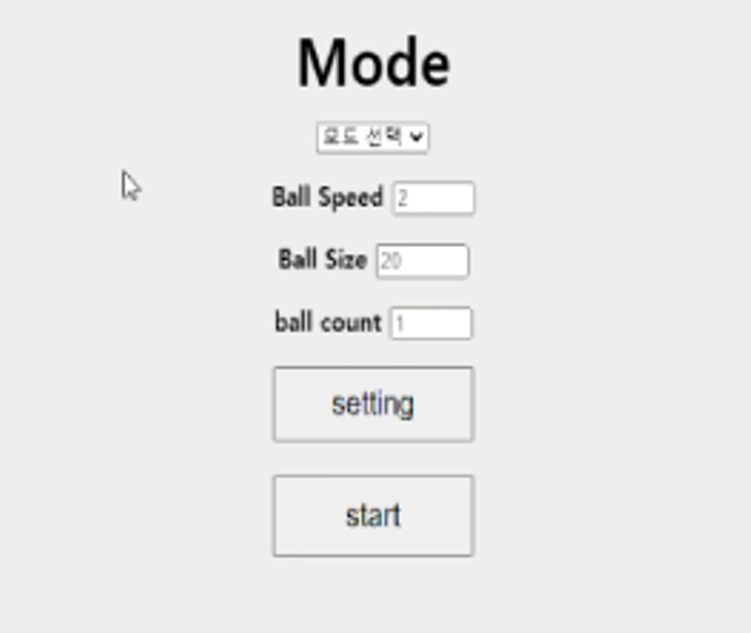 Mode
모드 선택
Ball Speed 2
Ball Size 20
ball count 1
setting
start